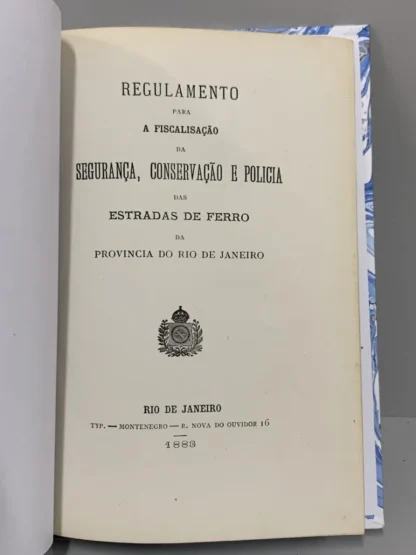 REGULAMENTO
PARA
A FISCALISAÇÃO
DA
SEGURANÇA, CONSERVAÇÃO E POLICIA
DAS
ESTRADAS DE FERRO
DA
PROVINCIA DO RIO DE JANEIRO
RIO DE JANEIRO
TYP. — MONTENEGRO — R. NOVA DO OUVIDOR 16
1883